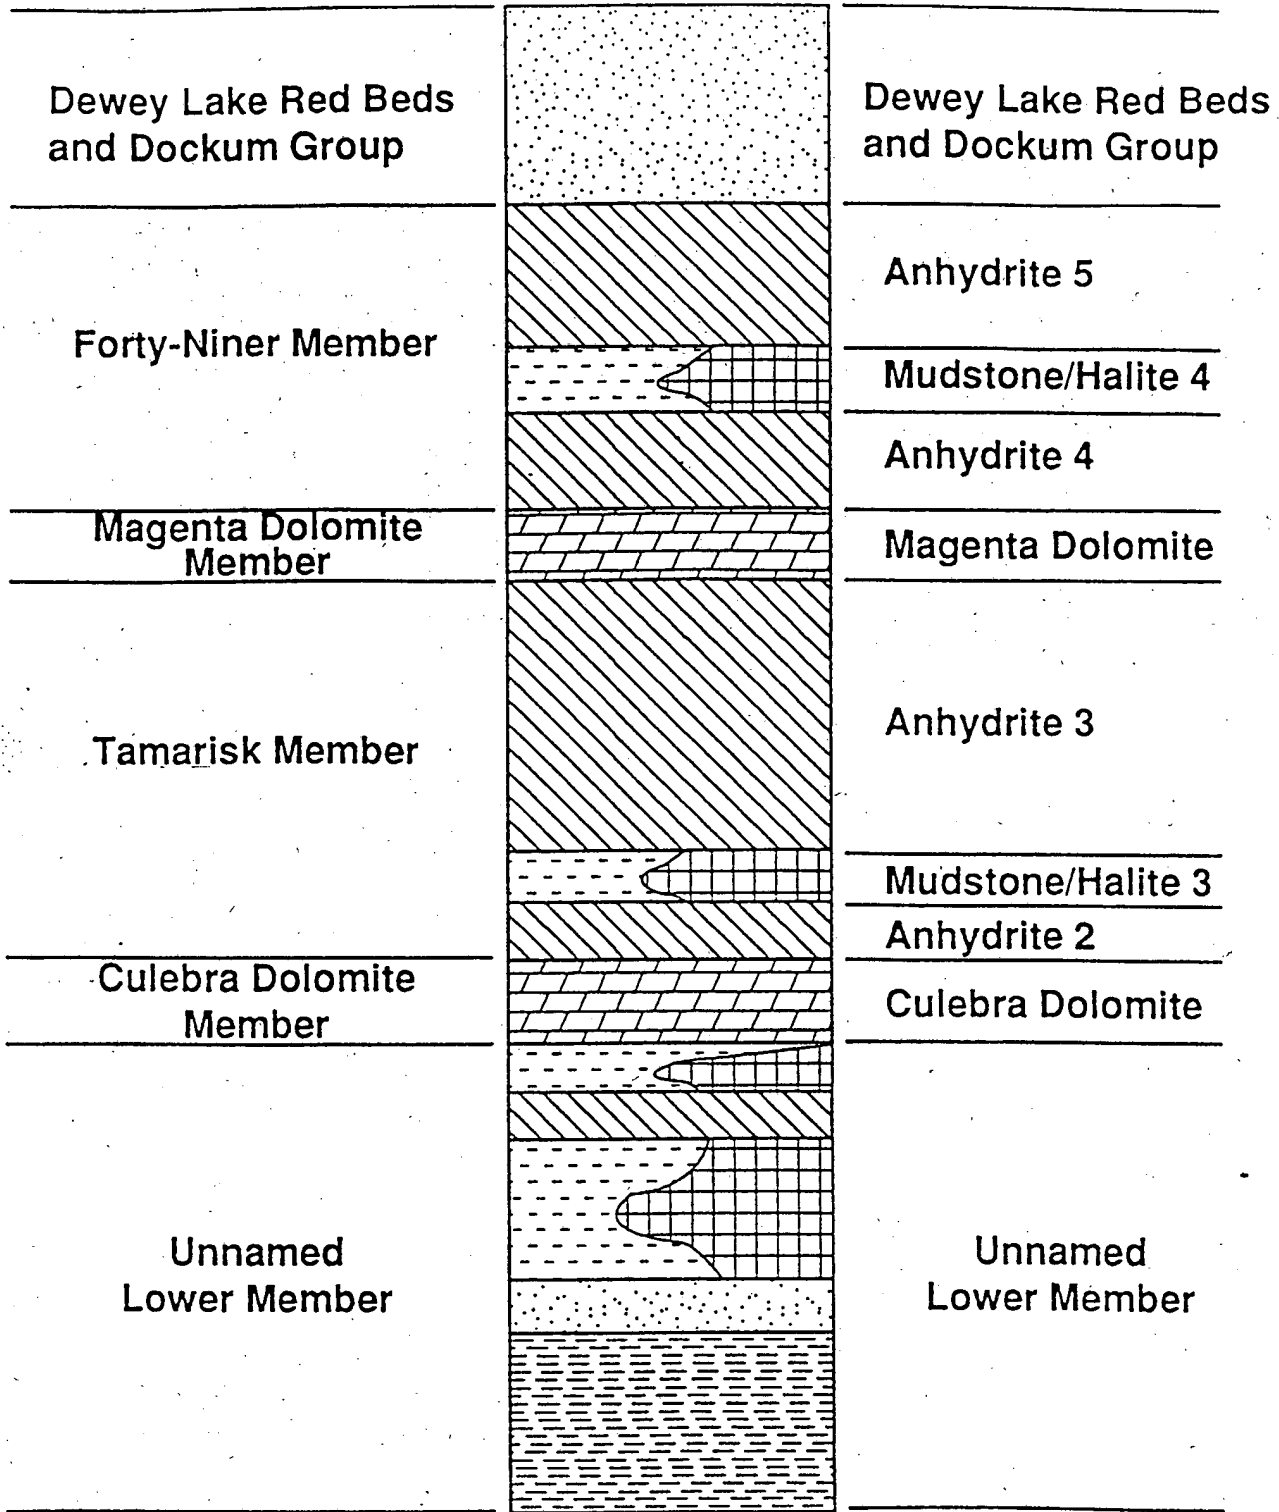 Dewey Lake Red Beds
and Dockum Group
Forty-Niner Member
Magenta Dolomite
Member
Tamarisk Member
Culebra Dolomite
Member
Unnamed
Lower Member
Dewey Lake Red Beds
and Dockum Group
Anhydrite 5
Mudstone/Halite 4
Anhydrite 4
Magenta Dolomite
Anhydrite 3
Mudstone/Halite 3
Anhydrite 2
Culebra Dolomite
Unnamed
Lower Member